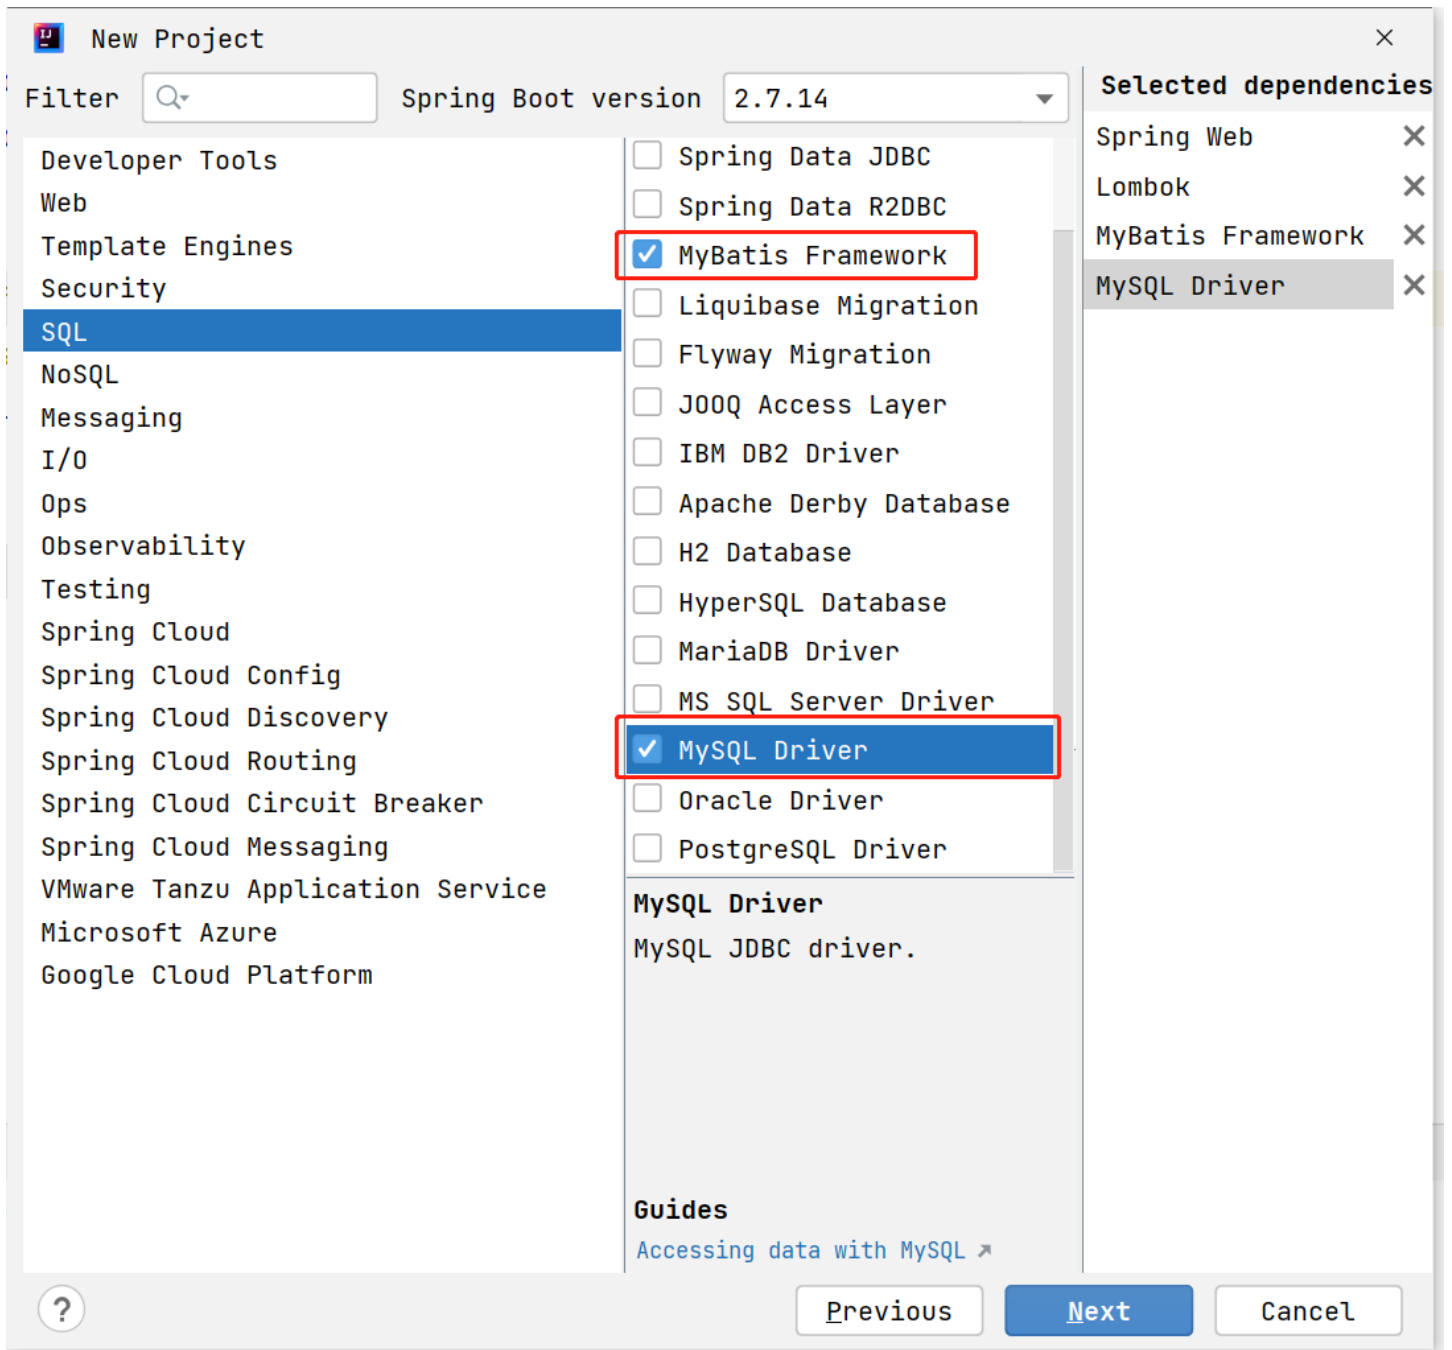 New Project
Filter
Spring Boot version 2.7.14
Developer Tools
Web
Template Engines
Security
SQL
NoSQL
Messaging
I/O
Ops
Observability
Testing
Spring Cloud
Spring Cloud Config
Spring Cloud Discovery
Spring Cloud Routing
Spring Cloud Circuit Breaker
Spring Cloud Messaging
VMware Tanzu Application Service
Microsoft Azure
Google Cloud Platform
Spring Data JDBC
Spring Data R2DBC
MyBatis Framework
Liquibase Migration
Flyway Migration
JOOQ Access Layer
IBM DB2 Driver
Apache Derby Database
H2 Database
HyperSQL Database
MariaDB Driver
MS SQL Server Driver
MySQL Driver
Oracle Driver
PostgreSQL Driver
MySQL Driver
MySQL JDBC driver.
Guides
Accessing data with MySQL
Selected dependencies
Spring Web
Lombok
MyBatis Framework
MySQL Driver
?
Previous
Next
Cancel